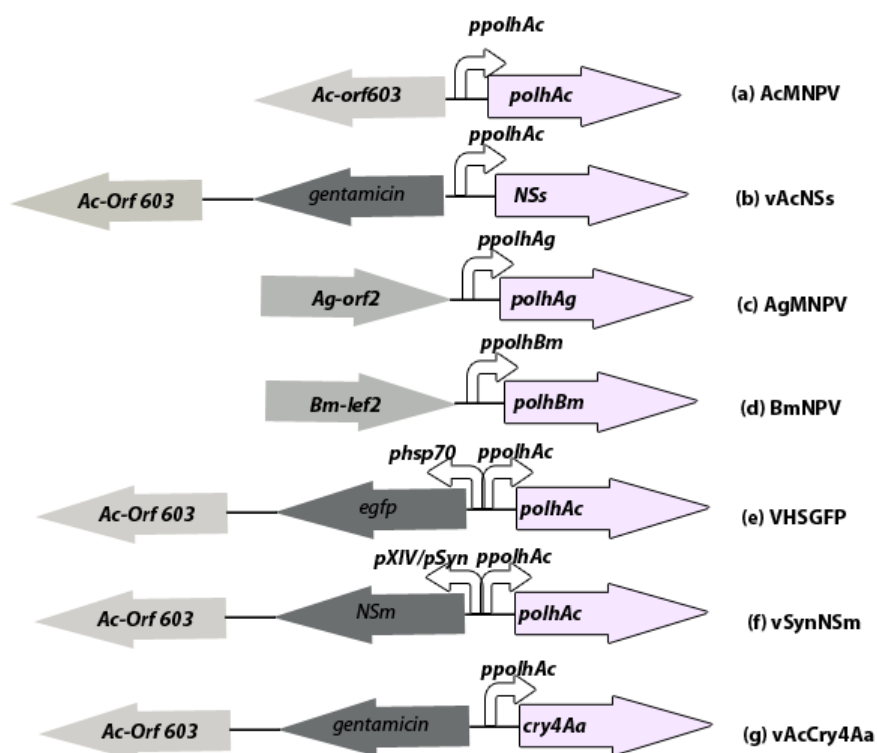 ppolhAc
Ac-orf603 polhAc (a) AcMNPV
ppolhAc
Ac-Orf 603 gentamicin NSs (b) vAcNSs
ppolhAg
Ag-orf2 polhAg (c) AgMNPV
ppolhBm
Bm-lef2 polhBm (d) BmNPV
phsp70 ppolhAc
Ac-Orf 603 egfp polhAc (e) VHSGFP
pXIV/pSyn ppolhAc
Ac-Orf 603 NSm polhAc (f) vSynNSm
ppolhAc
Ac-Orf 603 gentamicin cry4Aa (g) vAcCry4Aa